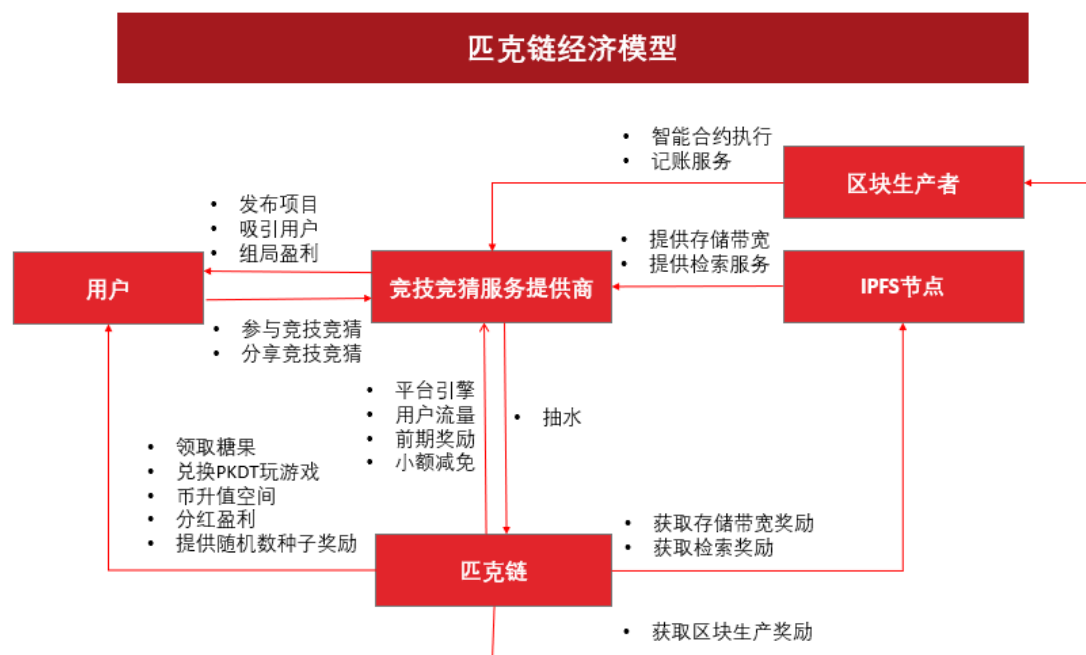 匹克链经济模型
• 智能合约执行
• 记账服务
区块生产者
• 发布项目
• 吸引用户
• 组局盈利
• 提供存储带宽
• 提供检索服务
用户
竞技竞猜服务提供商
IPFS节点
• 参与竞技竞猜
• 分享竞技竞猜
• 平台引擎
• 用户流量
• 前期奖励
• 小额减免
• 抽水
• 领取糖果
• 兑换PKDT玩游戏
• 币升值空间
• 分红盈利
• 提供随机数种子奖励
• 获取存储带宽奖励
• 获取检索奖励
匹克链
• 获取区块生产奖励